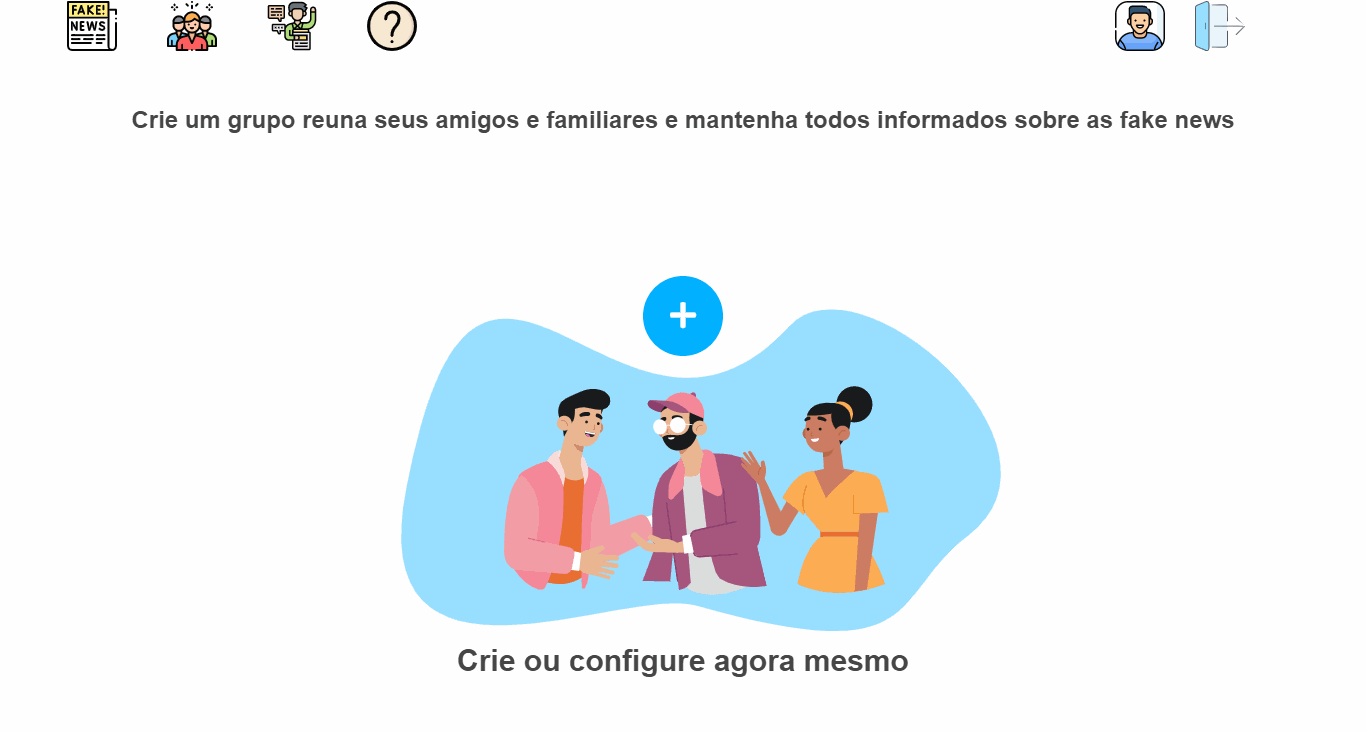 FAKE!
NEWS
?
Crie um grupo reuna seus amigos e familiares e mantenha todos informados sobre as fake news
+
Crie ou configure agora mesmo